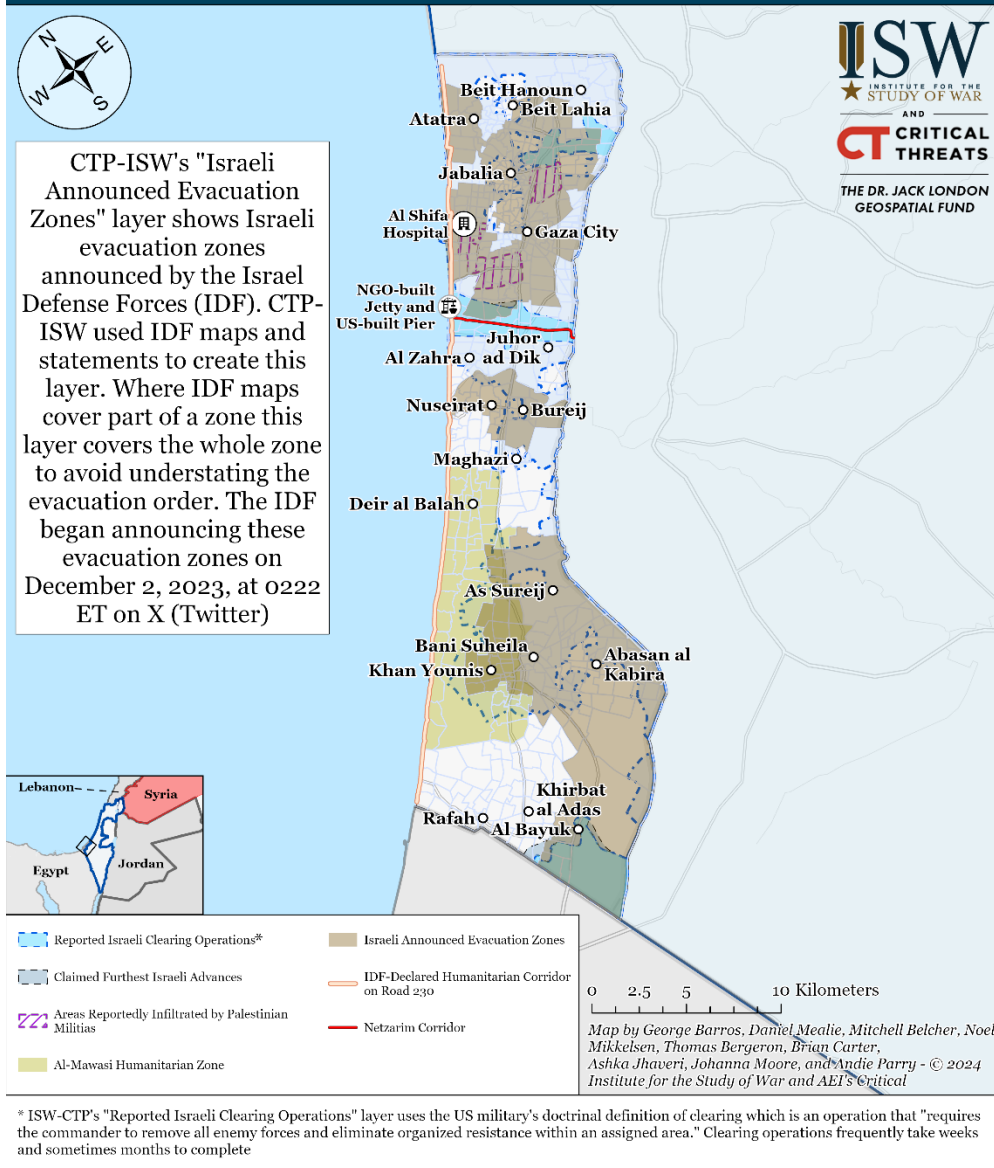 N
E
W
S
ISW
INSTITUTE FOR THE
STUDY OF WAR
AND
CT CRITICAL
THREATS
THE DR. JACK LONDON
GEOSPATIAL FUND
CTP-ISW's "Israeli
Announced Evacuation
Zones" layer shows Israeli
evacuation zones
announced by the Israel
Defense Forces (IDF). CTP-
ISW used IDF maps and
statements to create this
layer. Where IDF maps
cover part of a zone this
layer covers the whole zone
to avoid understating the
evacuation order. The IDF
began announcing these
evacuation zones on
December 2, 2023, at 0222
ET on X (Twitter)
Beit Hanoun
Beit Lahia
Atatra
Jabalia
Al Shifa
Hospital
Gaza City
NGO-built
Jetty and
US-built Pier
Juhor
ad Dik
Al Zahra
Nuseirat
Bureij
Maghazi
Deir al Balah
As Sureij
Bani Suheila
Abasan al
Kabira
Khan Younis
Khirbat
al Adas
Rafah
Al Bayuk
Lebanon
Syria
Jordan
Egypt
Reported Israeli Clearing Operations*
Claimed Furthest Israeli Advances
Areas Reportedly Infiltrated by Palestinian
Militias
Al-Mawasi Humanitarian Zone
Israeli Announced Evacuation Zones
IDF-Declared Humanitarian Corridor
on Road 230
Netzarim Corridor
0 2.5 5 10 Kilometers
Map by George Barros, Daniel Mealie, Mitchell Belcher, Noel
Mikkelsen, Thomas Bergeron, Brian Carter,
Ashka Jhaveri, Johanna Moore, and Andie Parry - © 2024
Institute for the Study of War and AEI's Critical
* ISW-CTP's "Reported Israeli Clearing Operations" layer uses the US military's doctrinal definition of clearing which is an operation that "requires
the commander to remove all enemy forces and eliminate organized resistance within an assigned area." Clearing operations frequently take weeks
and sometimes months to complete